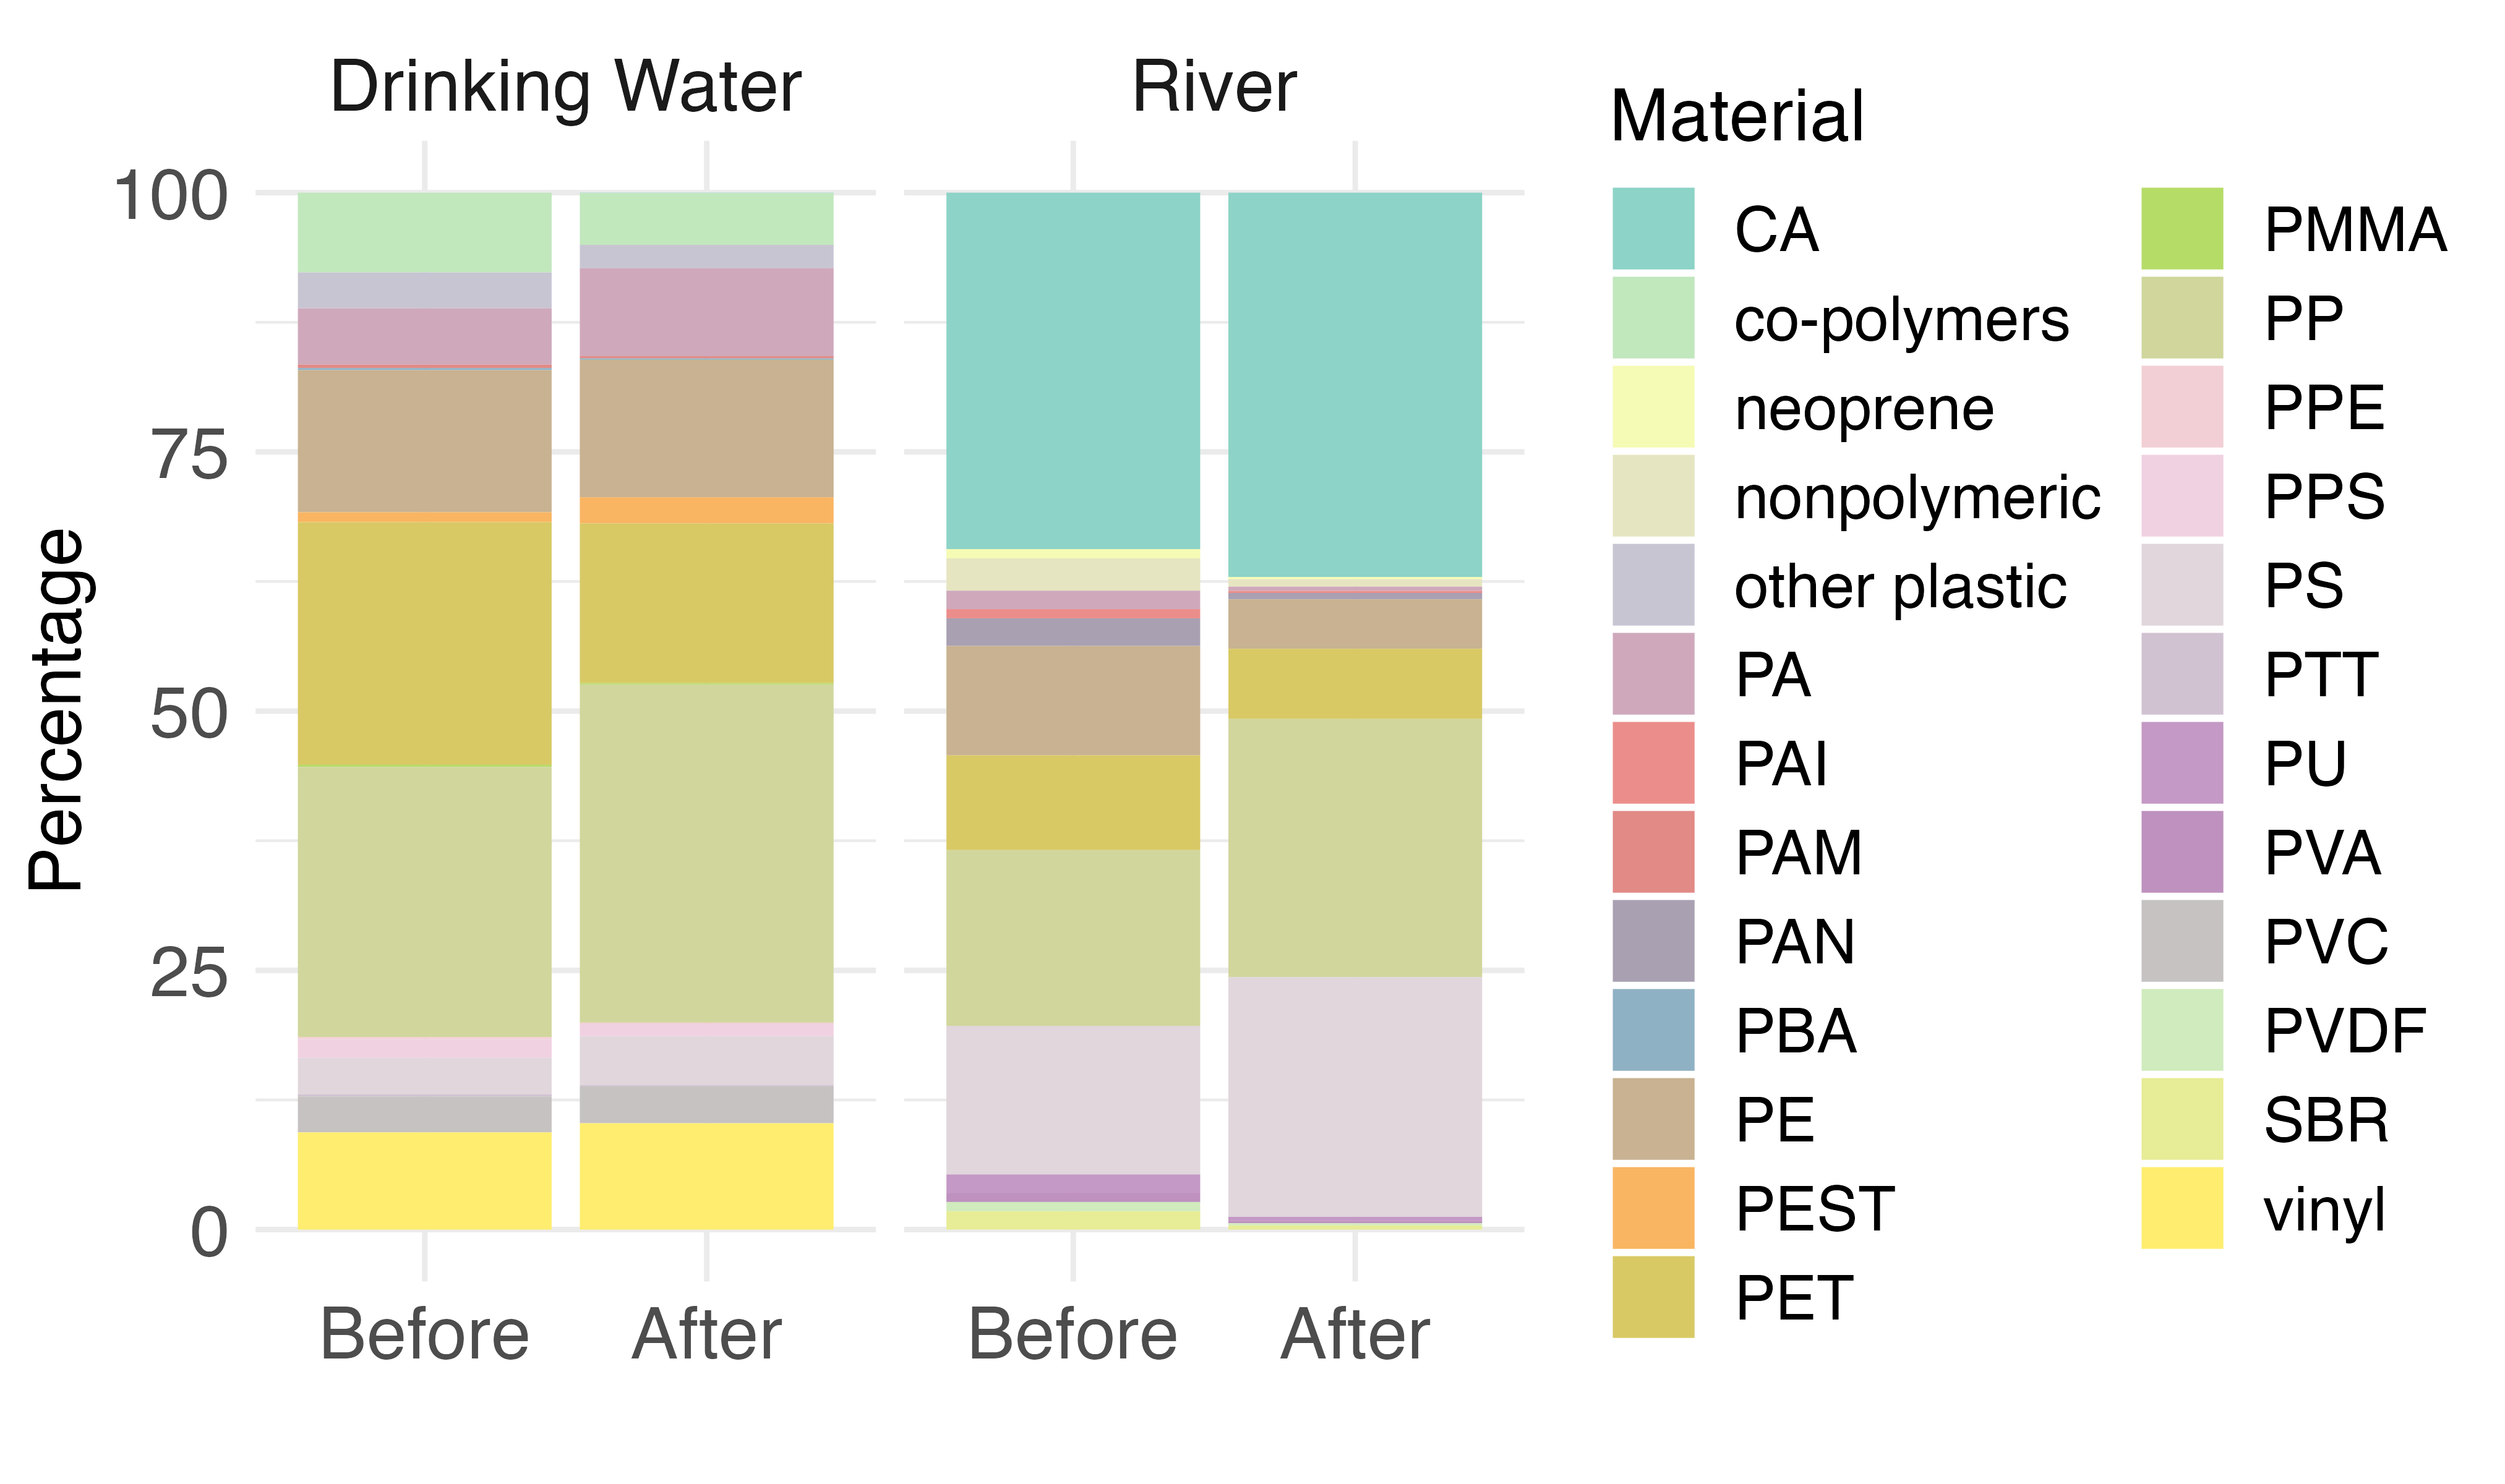 Drinking Water
River
Percentage
100
75
50
25
0
Before
After
Before
After
Material
CA
co-polymers
neoprene
nonpolymeric
other plastic
PA
PAI
PAM
PAN
PBA
PE
PEST
PET
PMMA
PP
PPE
PPS
PS
PTT
PU
PVA
PVC
PVDF
SBR
vinyl